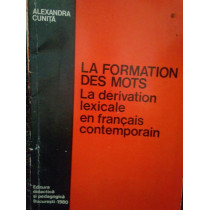 ALEXANDRA
CUNIȚĂ
LA FORMATION
DES MOTS
La dérivation
lexicale
en français
contemporain
Editura
didactică
și pedagogică
București 1980